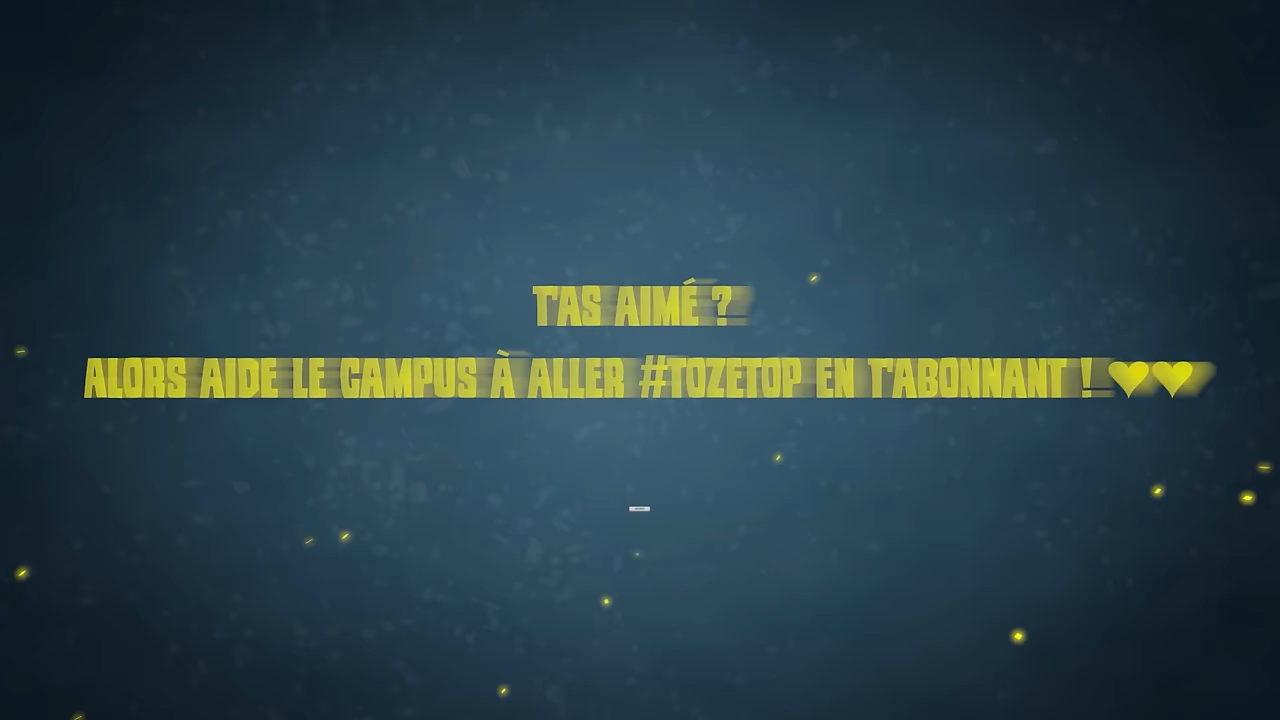 T'AS AIMÉ ?
ALORS AIDE LE CAMPUS À ALLER #TOZETOP EN T'ABONNANT ! ♥♥